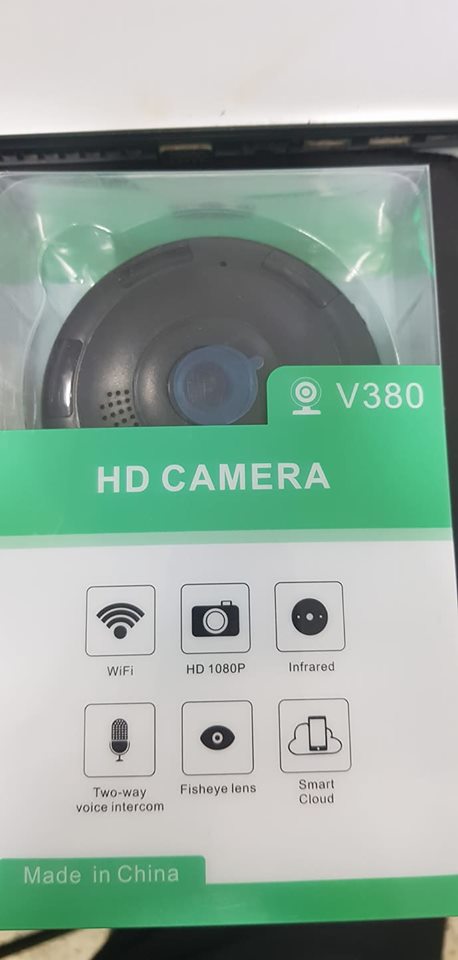 V380
HD CAMERA
WiFi
HD 1080P
Infrared
Two-way
voice intercom
Fisheye lens
Smart
Cloud
Made in China